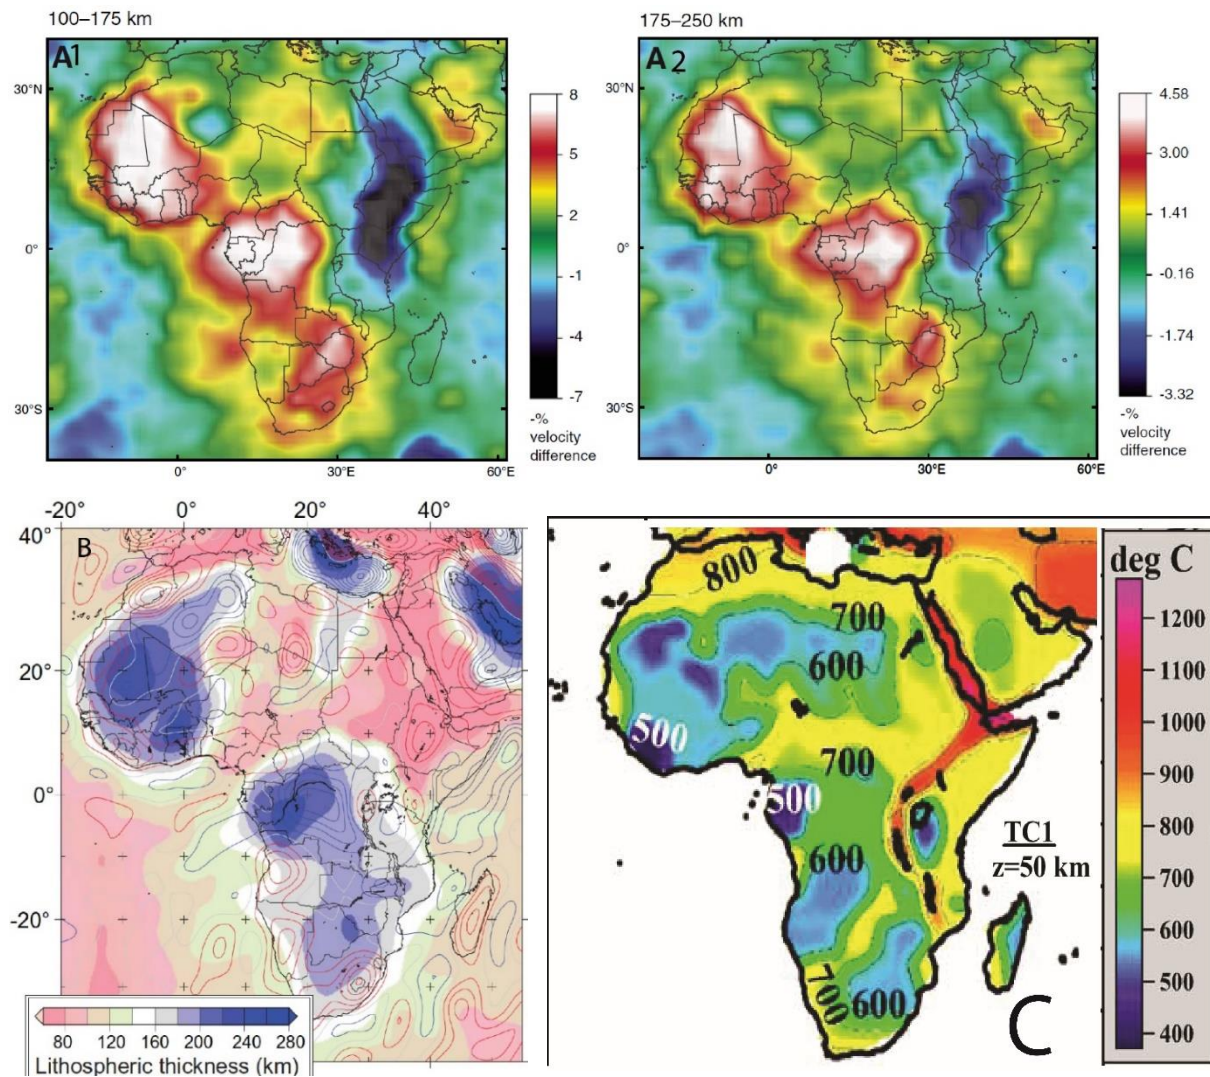 100–175 km
175–250 km
A1
A2
30°N
0°
30°S
0°
30°E
60°E
8
5
2
-1
-4
-7
-%
velocity
difference
30°N
0°
30°S
0°
30°E
60°E
4.58
3.00
1.41
-0.16
-1.74
-3.32
-%
velocity
difference
-20°
0°
20°
40°
40°
20°
0°
-20°
B
80 120 160 200 240 280
Lithospheric thickness (km)
800
700
600
500
700
500
600
700
600
TC1
z=50 km
C
deg C
1200
1100
1000
900
800
700
600
500
400